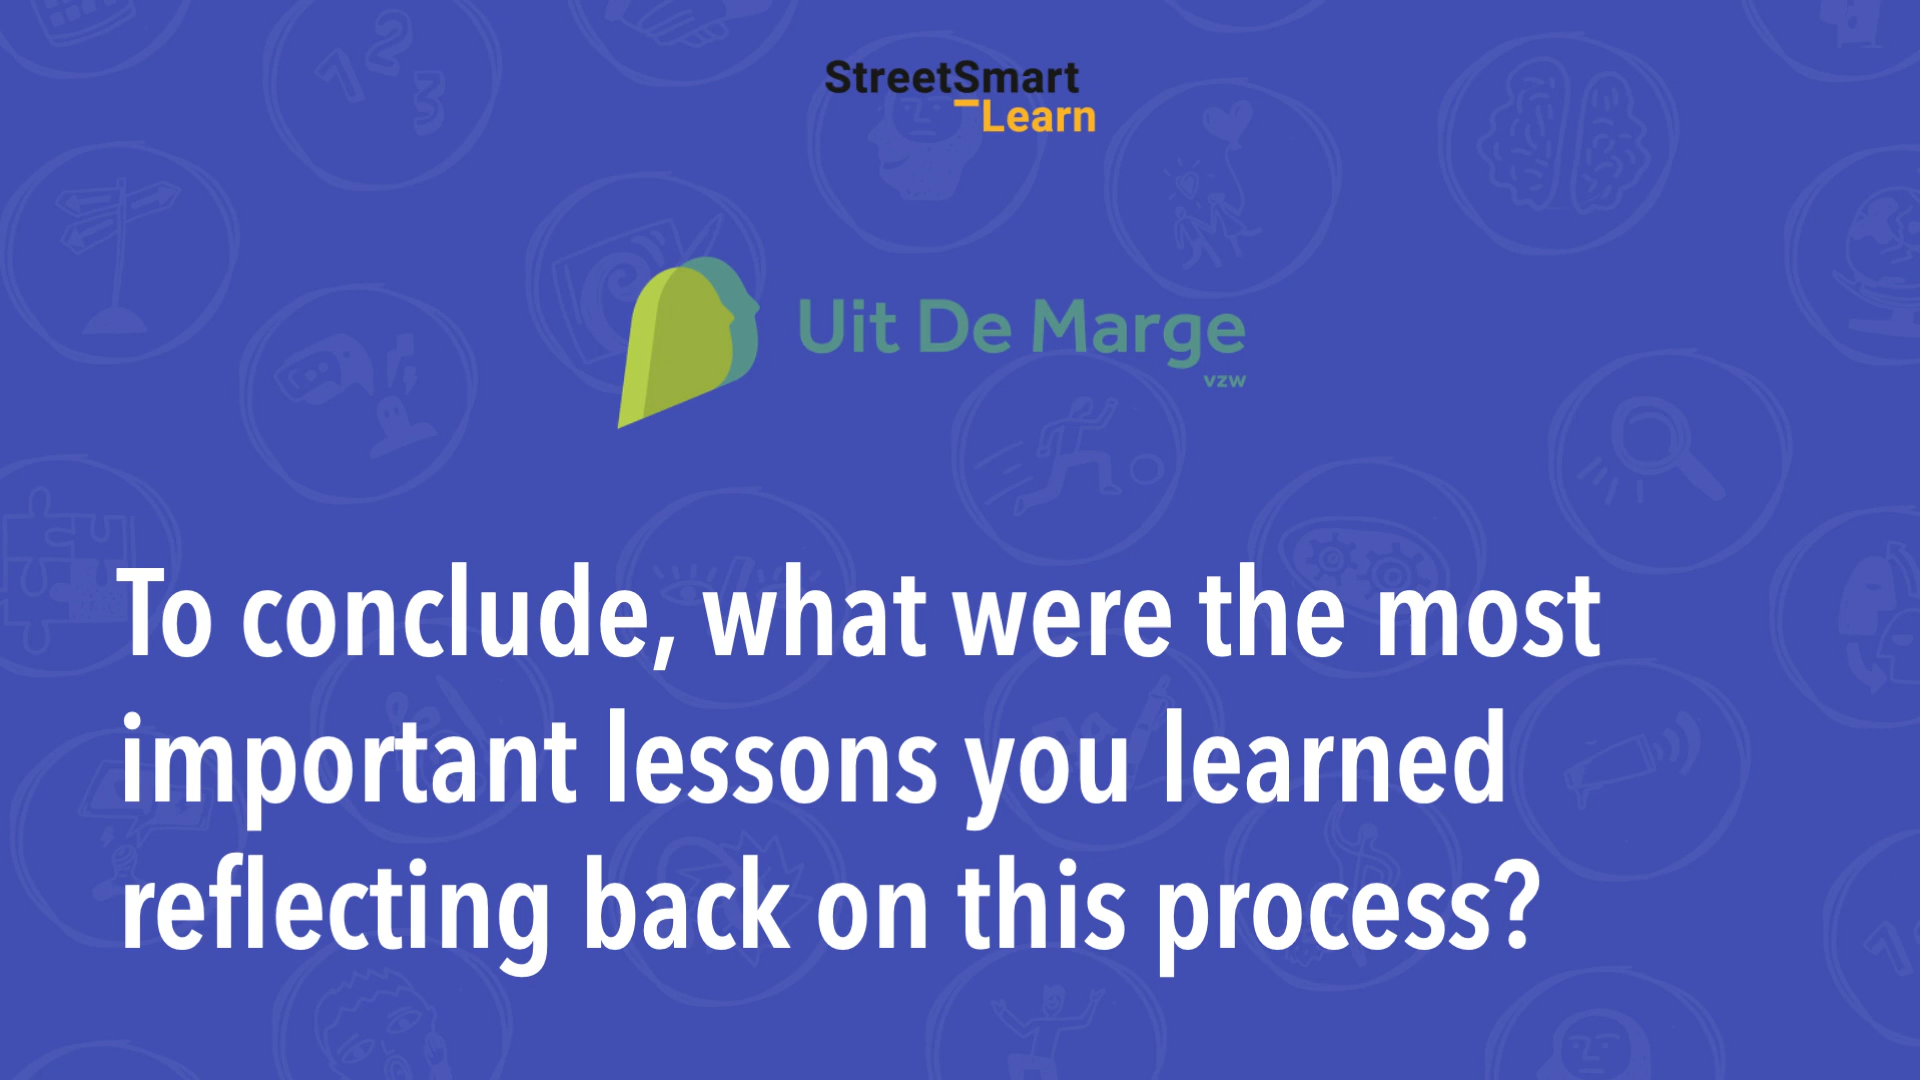 StreetSmart
Learn
Uit De Marge
vzw
To conclude, what were the most
important lessons you learned
reflecting back on this process?